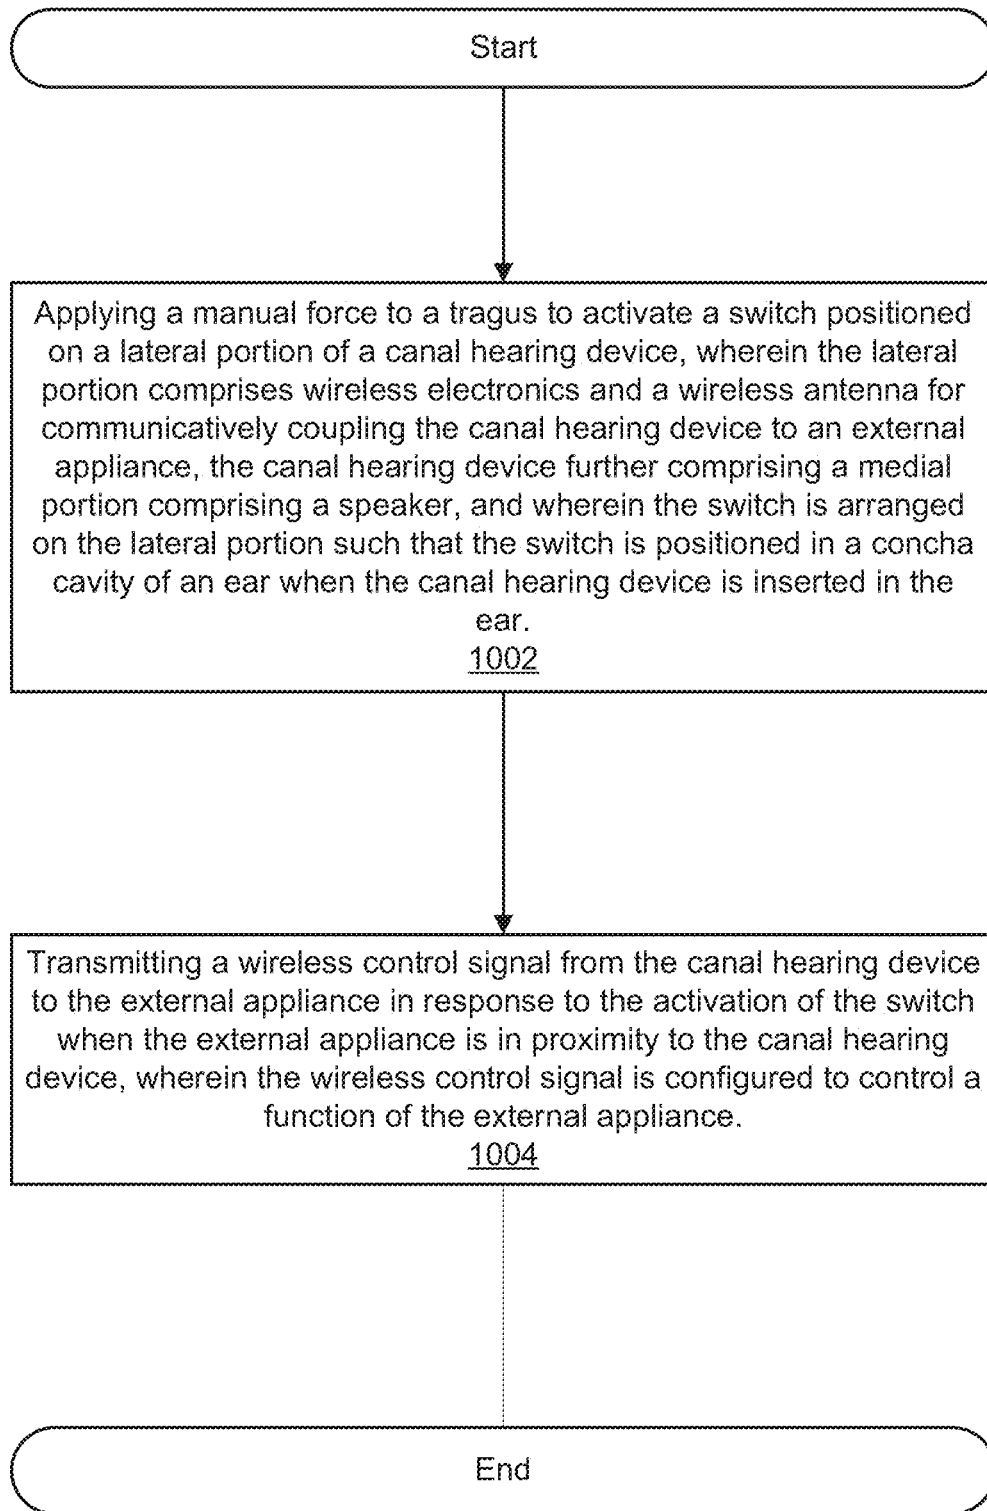 Start
Applying a manual force to a tragus to activate a switch positioned
on a lateral portion of a canal hearing device, wherein the lateral
portion comprises wireless electronics and a wireless antenna for
communicatively coupling the canal hearing device to an external
appliance, the canal hearing device further comprising a medial
portion comprising a speaker, and wherein the switch is arranged
on the lateral portion such that the switch is positioned in a concha
cavity of an ear when the canal hearing device is inserted in the
ear.
1002
Transmitting a wireless control signal from the canal hearing device
to the external appliance in response to the activation of the switch
when the external appliance is in proximity to the canal hearing
device, wherein the wireless control signal is configured to control a
function of the external appliance.
1004
End